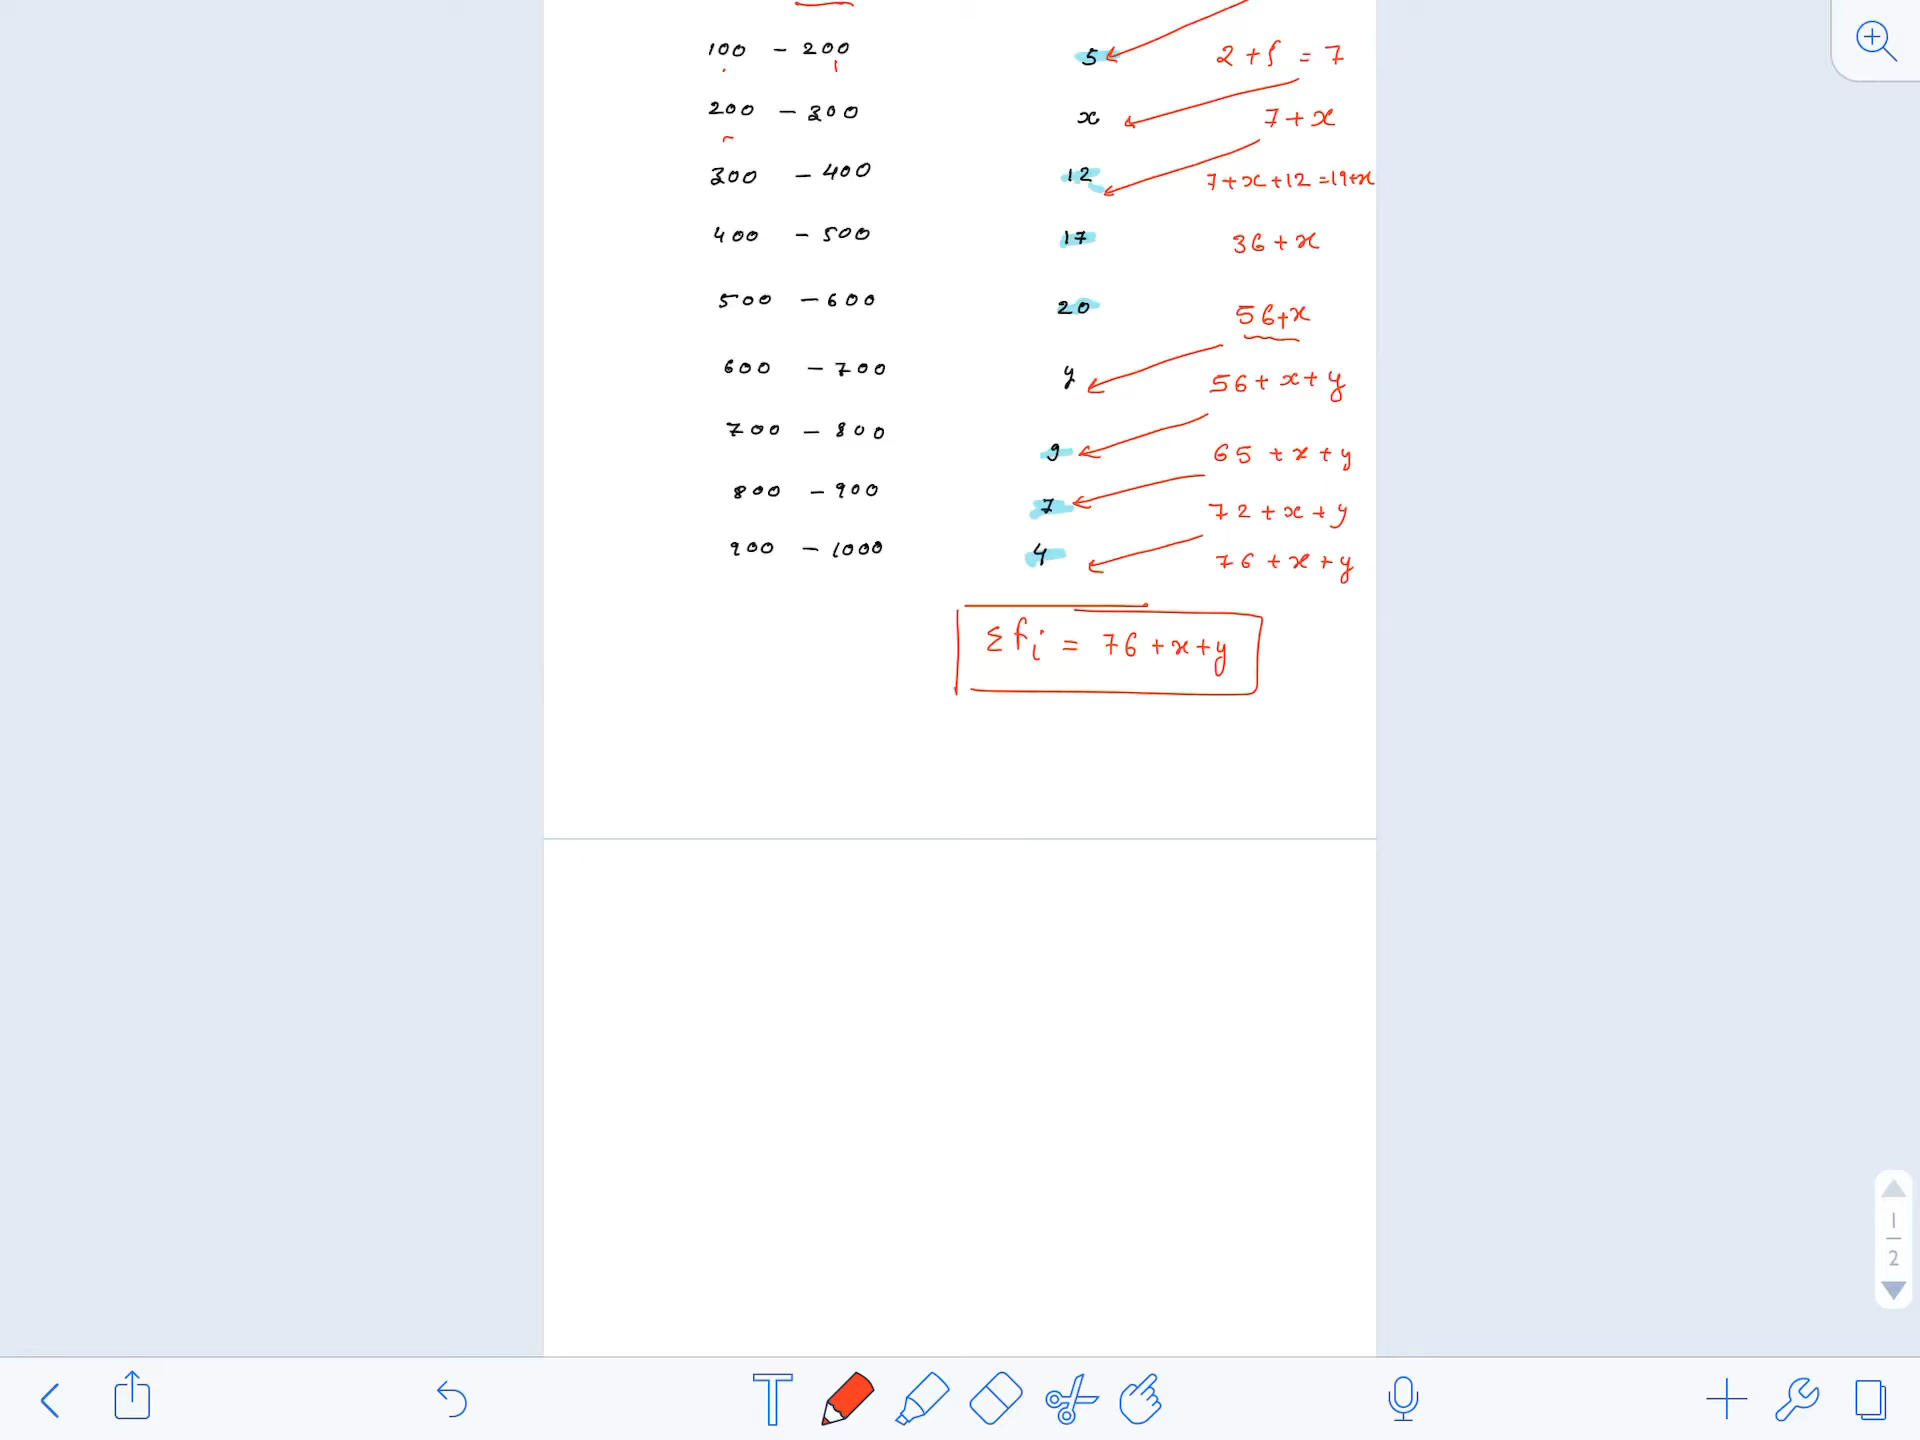 100 - 200 5 2 + 5 = 7
200 - 300 x 7 + x
300 - 400 12 7 + x + 12 = 19 + x
400 - 500 17 36 + x
500 - 600 20 56 + x
600 - 700 y 56 + x + y
700 - 800 9 65 + x + y
800 - 900 7 72 + x + y
900 - 1000 4 76 + x + y
Σ fi = 76 + x + y
1
2
T